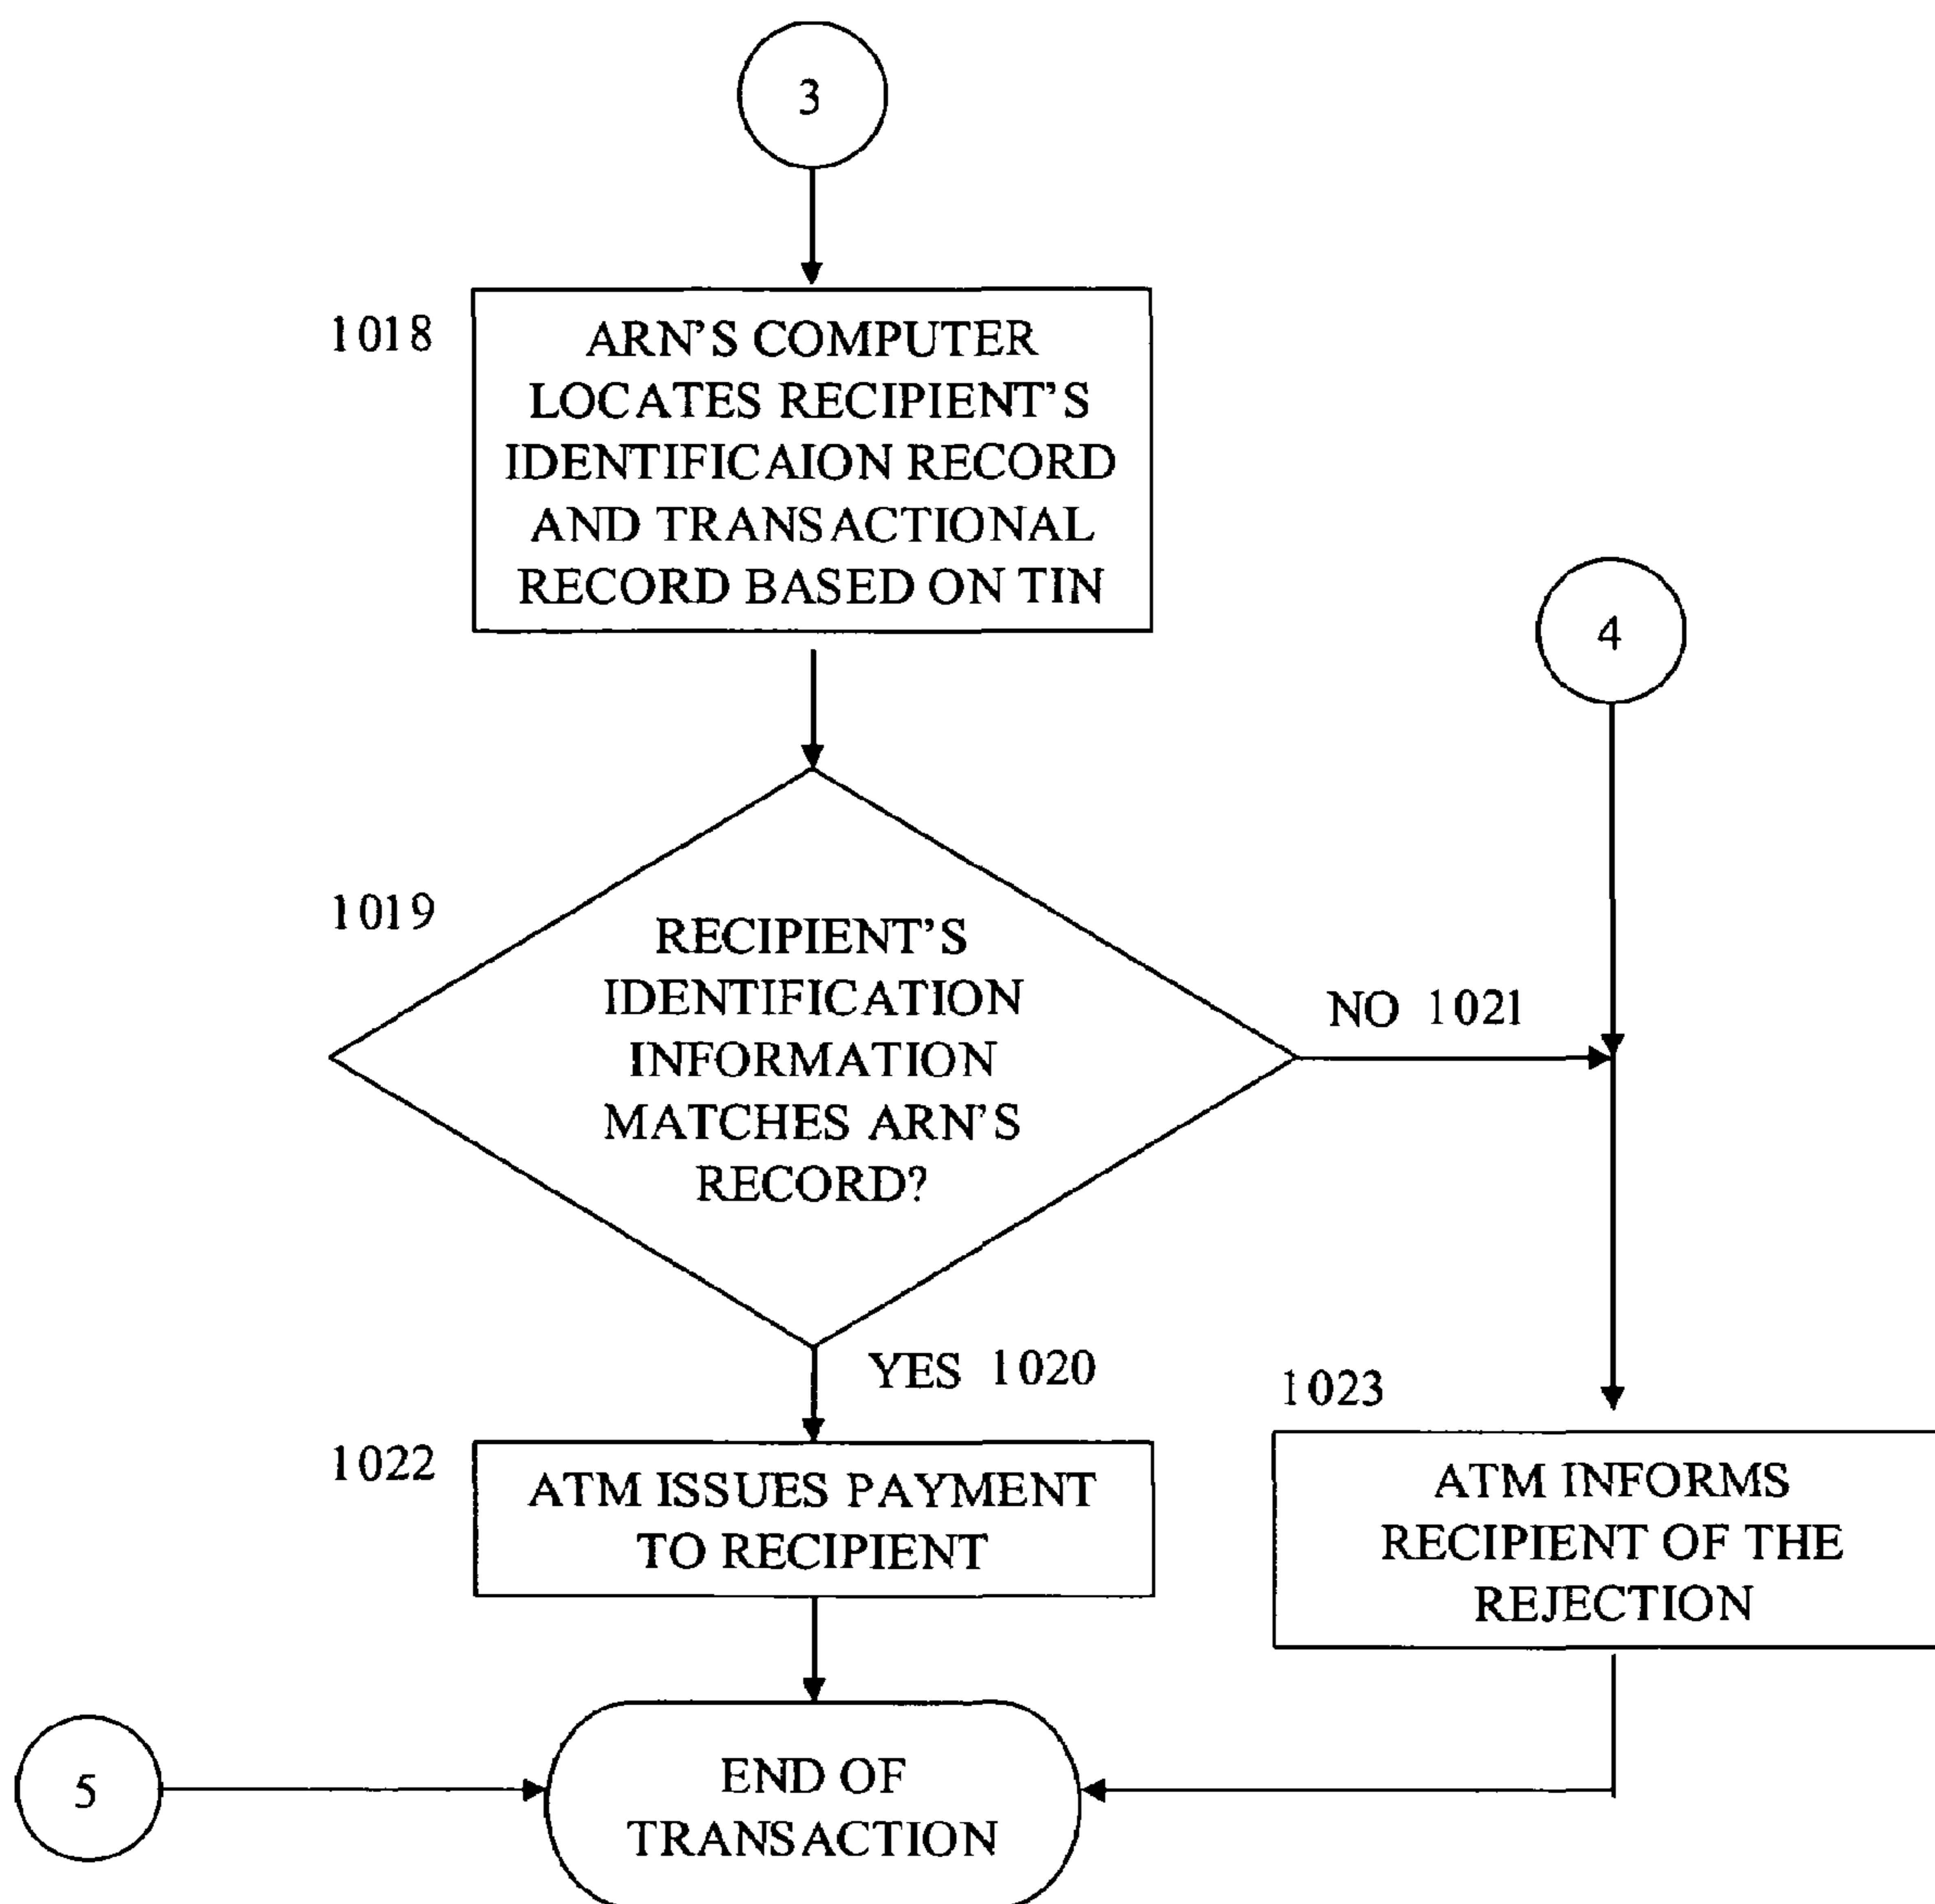 3
1018
ARN'S COMPUTER
LOCATES RECIPIENT'S
IDENTIFICAION RECORD
AND TRANSACTIONAL
RECORD BASED ON TIN
4
1019
RECIPIENT'S
IDENTIFICATION
INFORMATION
MATCHES ARN'S
RECORD?
NO 1021
YES 1020
1022
ATM ISSUES PAYMENT
TO RECIPIENT
1023
ATM INFORMS
RECIPIENT OF THE
REJECTION
5
END OF
TRANSACTION